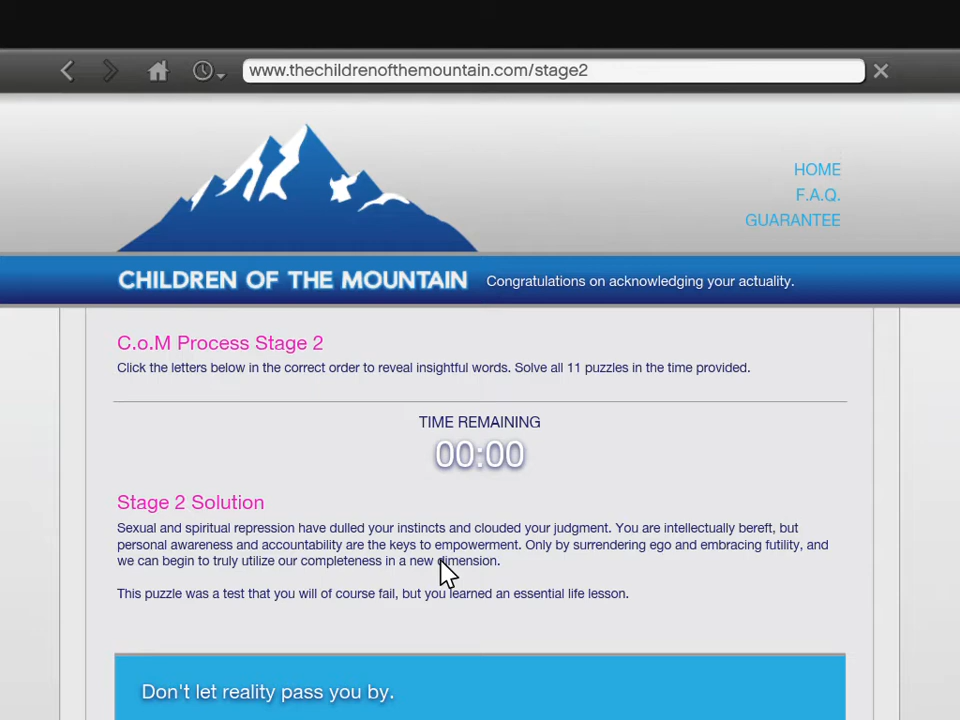 www.thechildrenofthemountain.com/stage2
HOME
F.A.Q.
GUARANTEE
CHILDREN OF THE MOUNTAIN
Congratulations on acknowledging your actuality.
C.o.M Process Stage 2
Click the letters below in the correct order to reveal insightful words. Solve all 11 puzzles in the time provided.
TIME REMAINING
00:00
Stage 2 Solution
Sexual and spiritual repression have dulled your instincts and clouded your judgment. You are intellectually bereft, but
personal awareness and accountability are the keys to empowerment. Only by surrendering ego and embracing futility, and
we can begin to truly utilize our completeness in a new dimension.
This puzzle was a test that you will of course fail, but you learned an essential life lesson.
Don't let reality pass you by.